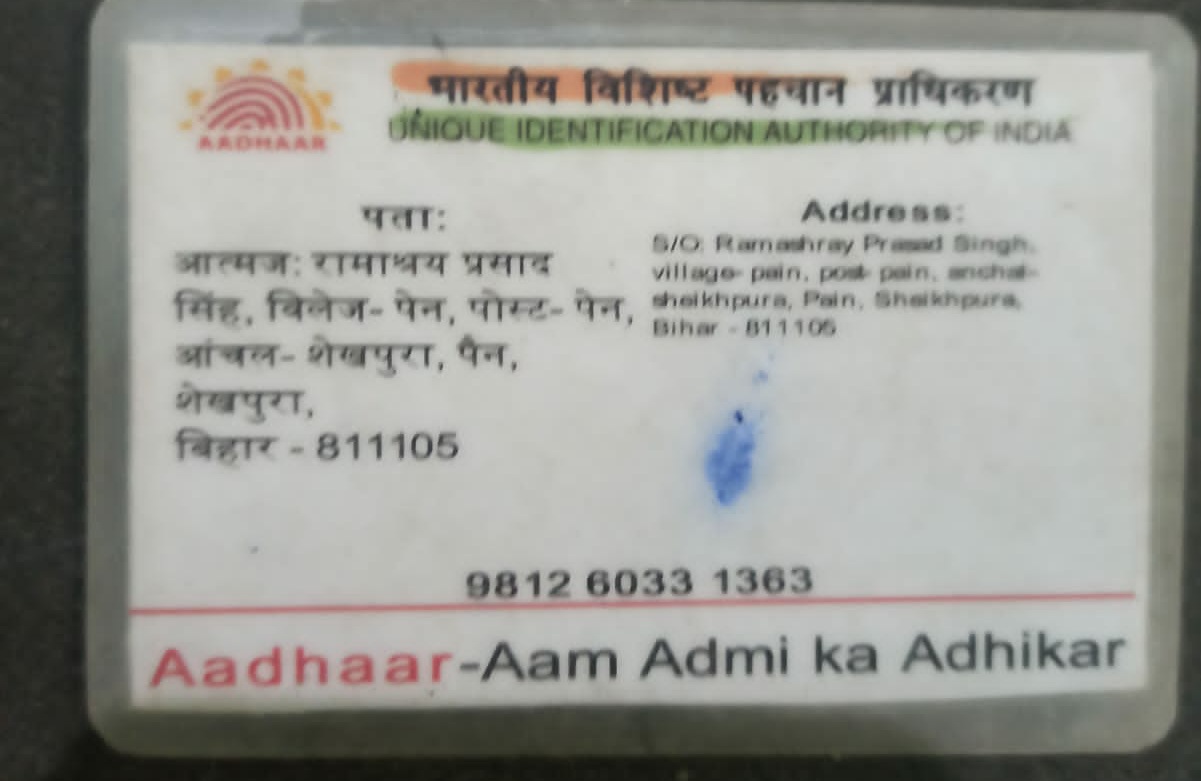 AADHAAR
भारतीय विशिष्ट पहचान प्राधिकरण
UNIQUE IDENTIFICATION AUTHORITY OF INDIA
पता:
आत्मज: रामाश्रय प्रसाद
सिंह, विलेज- पेन, पोस्ट- पेन,
आंचल- शेखपुरा, पैन,
शेखपुरा,
बिहार - 811105
Address:
S/O: Ramashray Prasad Singh,
village- pain, post- pain, anchal-
sheikhpura, Pain, Sheikhpura,
Bihar - 811105
9812 6033 1363
Aadhaar-Aam Admi ka Adhikar